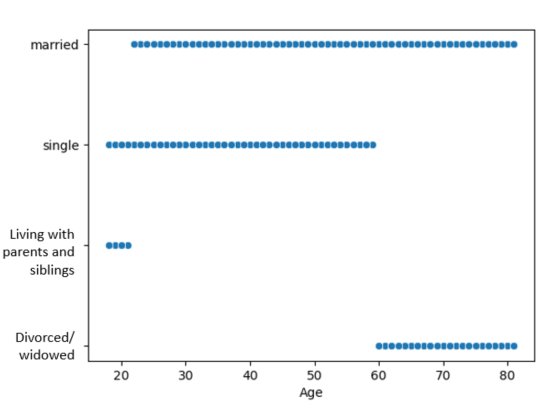 married
single
Living with
parents and
siblings
Divorced/
widowed
20 30 40 50 60 70 80
Age